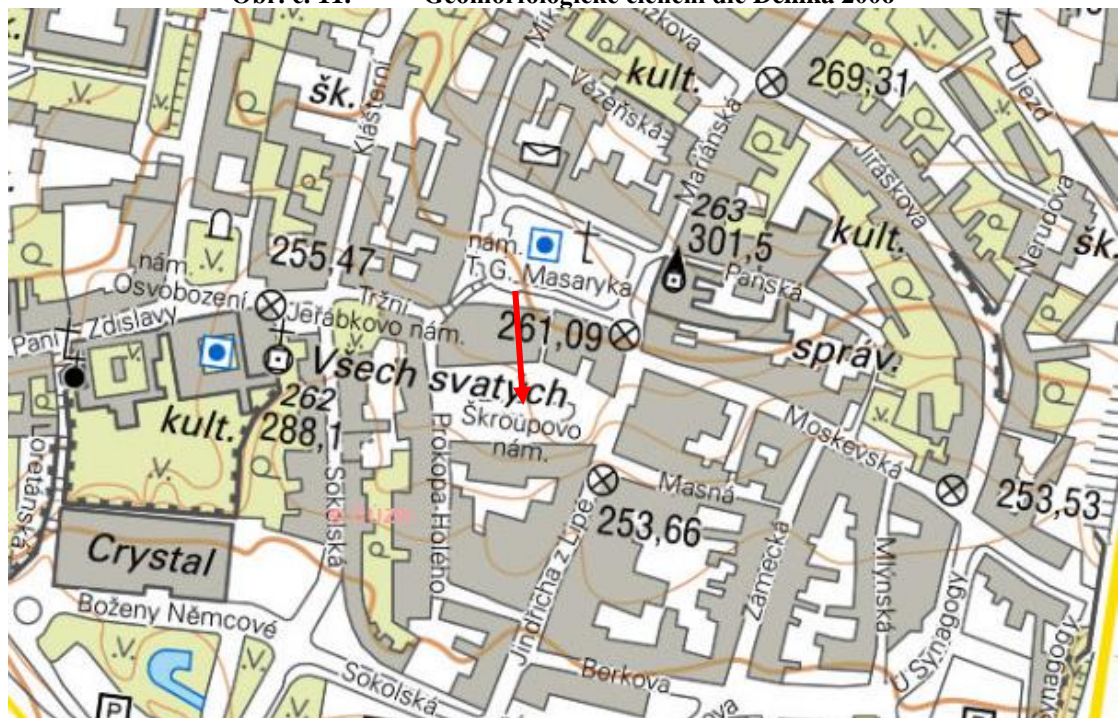 Obr. č. 11. Geomorfologické členění dle Demka 2006
šk.
Klášterní
Vězeňská
kult.
Mariánská
269,31
Újezd
Jiráskova
Nerudova
šk.
263
301,5
kult.
Panská
nám.
T. G. Masaryka
255,47
nám.
Osvobození
Tržní
Jeřábkovo nám.
Paní Zdislavy
261,09
správ.
Všech svatých
262
288,1
kult.
Škroupovo
nám.
Moskevská
Loretánská
Sokolská
Prokopa Holého
Masná
253,66
253,53
Jindřicha z Lipé
Zámecká
Mlýnská
Crystal
Boženy Němcové
Sokolská
Berkova
U Synagogy
P